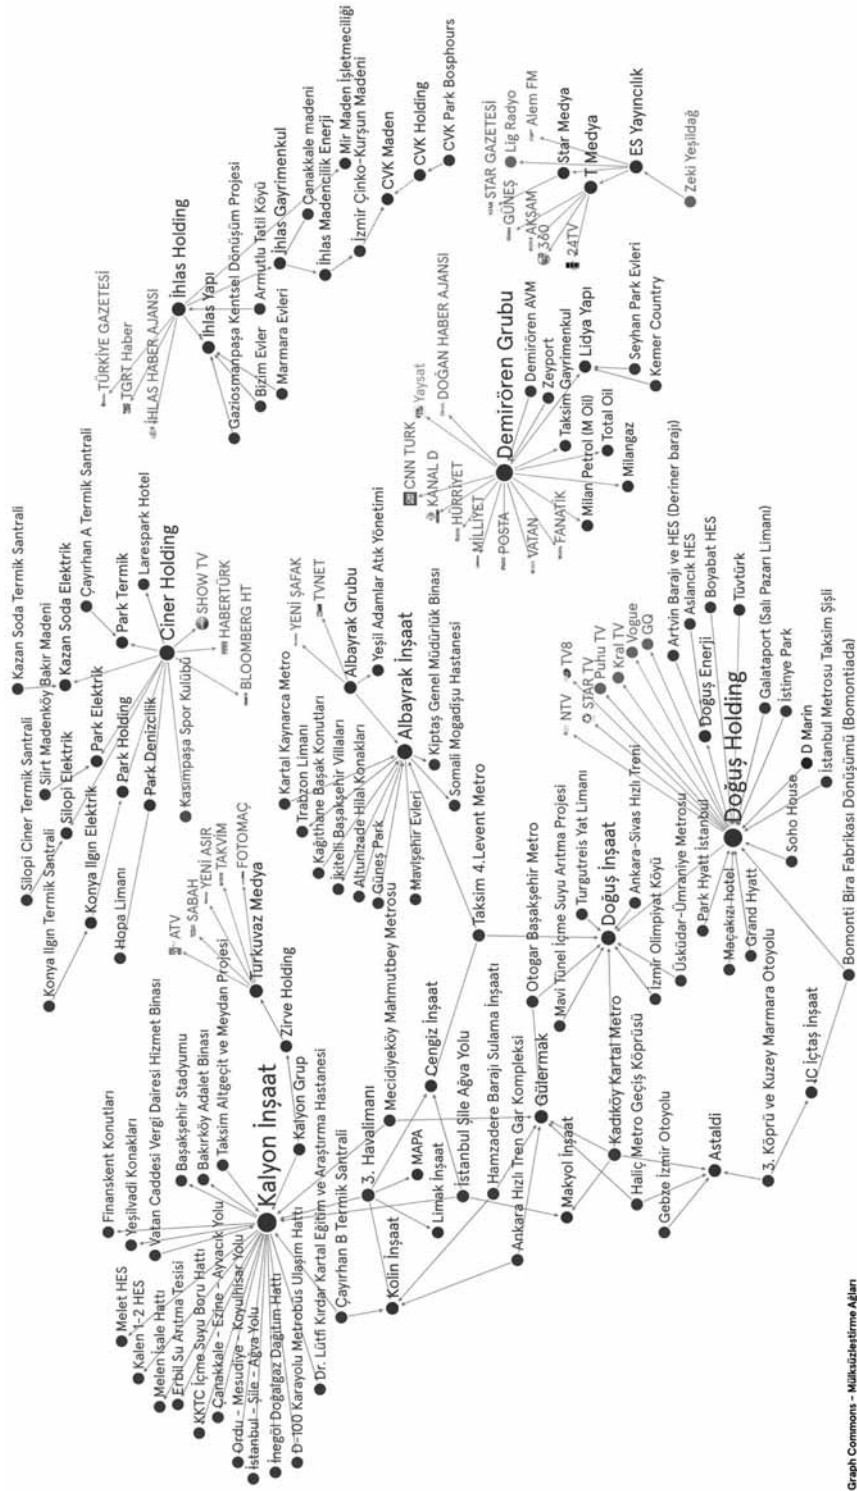 Finanskent Konutları
Yeşilvadi Konakları
Vatan Caddesi Vergi Dairesi Hizmet Binası
Başakşehir Stadyumu
Bakırköy Adalet Binası
Taksim Altgeçit ve Meydan Projesi
Melet HES
Kalen 1-2 HES
Melen İsale Hattı
Erbil Su Arıtma Tesisi
KKTC İçme Suyu Boru Hattı
Çanakkale - Ezine - Ayvacık Yolu
Ordu - Mesudiye - Koyulhisar Yolu
İstanbul - Şile - Ağva Yolu
İnegöl Doğalgaz Dağıtım Hattı
D-100 Karayolu Metrobüs Ulaşım Hattı
Dr. Lütfi Kırdar Kartal Eğitim ve Araştırma Hastanesi
Çayırhan B Termik Santrali
Kalyon İnşaat
Kalyon Grup
Zirve Holding
Turkuvaz Medya
ATV
SABAH
YENİ ASIR
TAKVİM
FOTOMAÇ
Kolin İnşaat
3. Havalimanı
MAPA
Limak İnşaat
Cengiz İnşaat
Mecidiyeköy Mahmutbey Metrosu
İstanbul Şile Ağva Yolu
Hamzadere Barajı Sulama İnşaatı
Ankara Hızlı Tren Gar Kompleksi
Gülermak
Makyol İnşaat
Kadıköy Kartal Metro
Haliç Metro Geçiş Köprüsü
Gebze İzmir Otoyolu
Astaldi
3. Köprü ve Kuzey Marmara Otoyolu
IC İçtaş İnşaat
Silopi Ciner Termik Santrali
Siirt Madenköy Bakır Madeni
Kazan Soda Termik Santrali
Kazan Soda Elektrik
Çayırhan A Termik Santrali
Park Termik
Larespark Hotel
Ciner Holding
SHOW TV
HABERTÜRK
BLOOMBERG HT
Silopi Elektrik
Park Elektrik
Konya Ilgın Termik Santrali
Konya Ilgın Elektrik
Park Holding
Hopa Limanı
Park Denizcilik
Kasımpaşa Spor Kulübü
Kartal Kaynarca Metro
Trabzon Limanı
Kağıthane Başak Konutları
İkitelli Başakşehir Villaları
Altunizade Hilal Konakları
Güneş Park
Mavişehir Evleri
YENİ ŞAFAK
TVNET
Albayrak Grubu
Yeşil Adamlar Atık Yönetimi
Albayrak İnşaat
Kiptaş Genel Müdürlük Binası
Somali Mogadişu Hastanesi
Taksim 4.Levent Metro
Otogar Başakşehir Metro
Mavi Tünel İçme Suyu Arıtma Projesi
Turgutreis Yat Limanı
Doğuş İnşaat
Ankara-Sivas Hızlı Treni
İzmir Olimpiyat Köyü
Üsküdar-Ümraniye Metrosu
Park Hyatt İstanbul
Maçakızı hotel
Grand Hyatt
Doğuş Holding
NTV
TV8
STAR TV
Puhu TV
Kral TV
Vogue
GQ
Artvin Barajı ve HES (Deriner barajı)
Aslancık HES
Boyabat HES
Doğuş Enerji
Tüvtürk
Galataport (Salı Pazarı Limanı)
İstinye Park
D Marin
Soho House
İstanbul Metrosu Taksim Şişli
Bomonti Bira Fabrikası Dönüşümü (Bomontiada)
TÜRKİYE GAZETESİ
TGRT Haber
İHLAS HABER AJANSI
İhlas Holding
İhlas Yapı
Gaziosmanpaşa Kentsel Dönüşüm Projesi
Bizim Evler
Armutlu Tatil Köyü
Marmara Evleri
İhlas Gayrimenkul
Çanakkale madeni
İhlas Madencilik Enerji
Mir Maden İşletmeciliği
İzmir Çinko-Kurşun Madeni
CVK Maden
CVK Holding
CVK Park Bosphours
CNN TURK
Yaysat
KANAL D
DOĞAN HABER AJANSI
HÜRRİYET
MİLLİYET
POSTA
VATAN
FANATİK
Demirören Grubu
Demirören AVM
Zeyport
Taksim Gayrimenkul
Lidya Yapı
Seyhan Park Evleri
Kemer Country
Milan Petrol (M Oil)
Total Oil
Milangaz
STAR GAZETESİ
GÜNEŞ
Lig Radyo
AKŞAM
Alem FM
360
24TV
Star Medya
T Medya
ES Yayıncılık
Zeki Yeşildağ
Graph Commons - Mülksüzleştirme Ağları